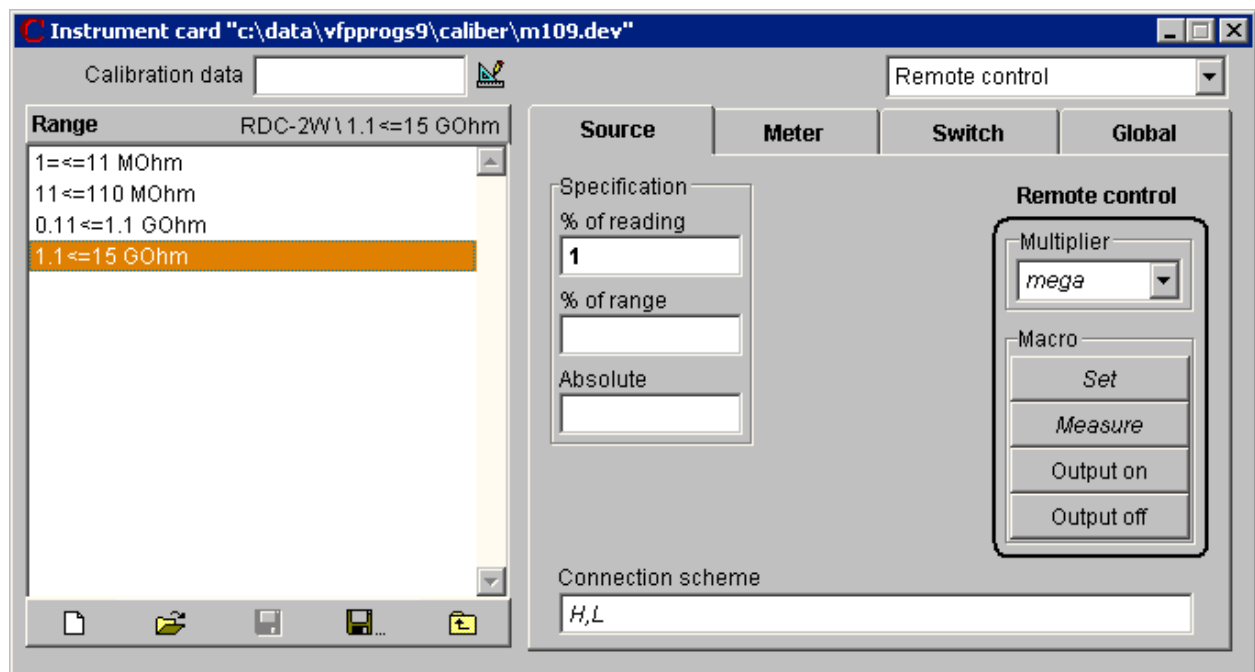 Instrument card "c:\data\vfpprogs9\caliber\m109.dev"
Calibration data
Remote control
Range RDC-2W\1.1<=15 GOhm
1=<=11 MOhm
11<=110 MOhm
0.11<=1.1 GOhm
1.1<=15 GOhm
Source Meter Switch Global
Specification
% of reading
1
% of range
Absolute
Remote control
Multiplier
mega
Macro
Set
Measure
Output on
Output off
Connection scheme
H,L